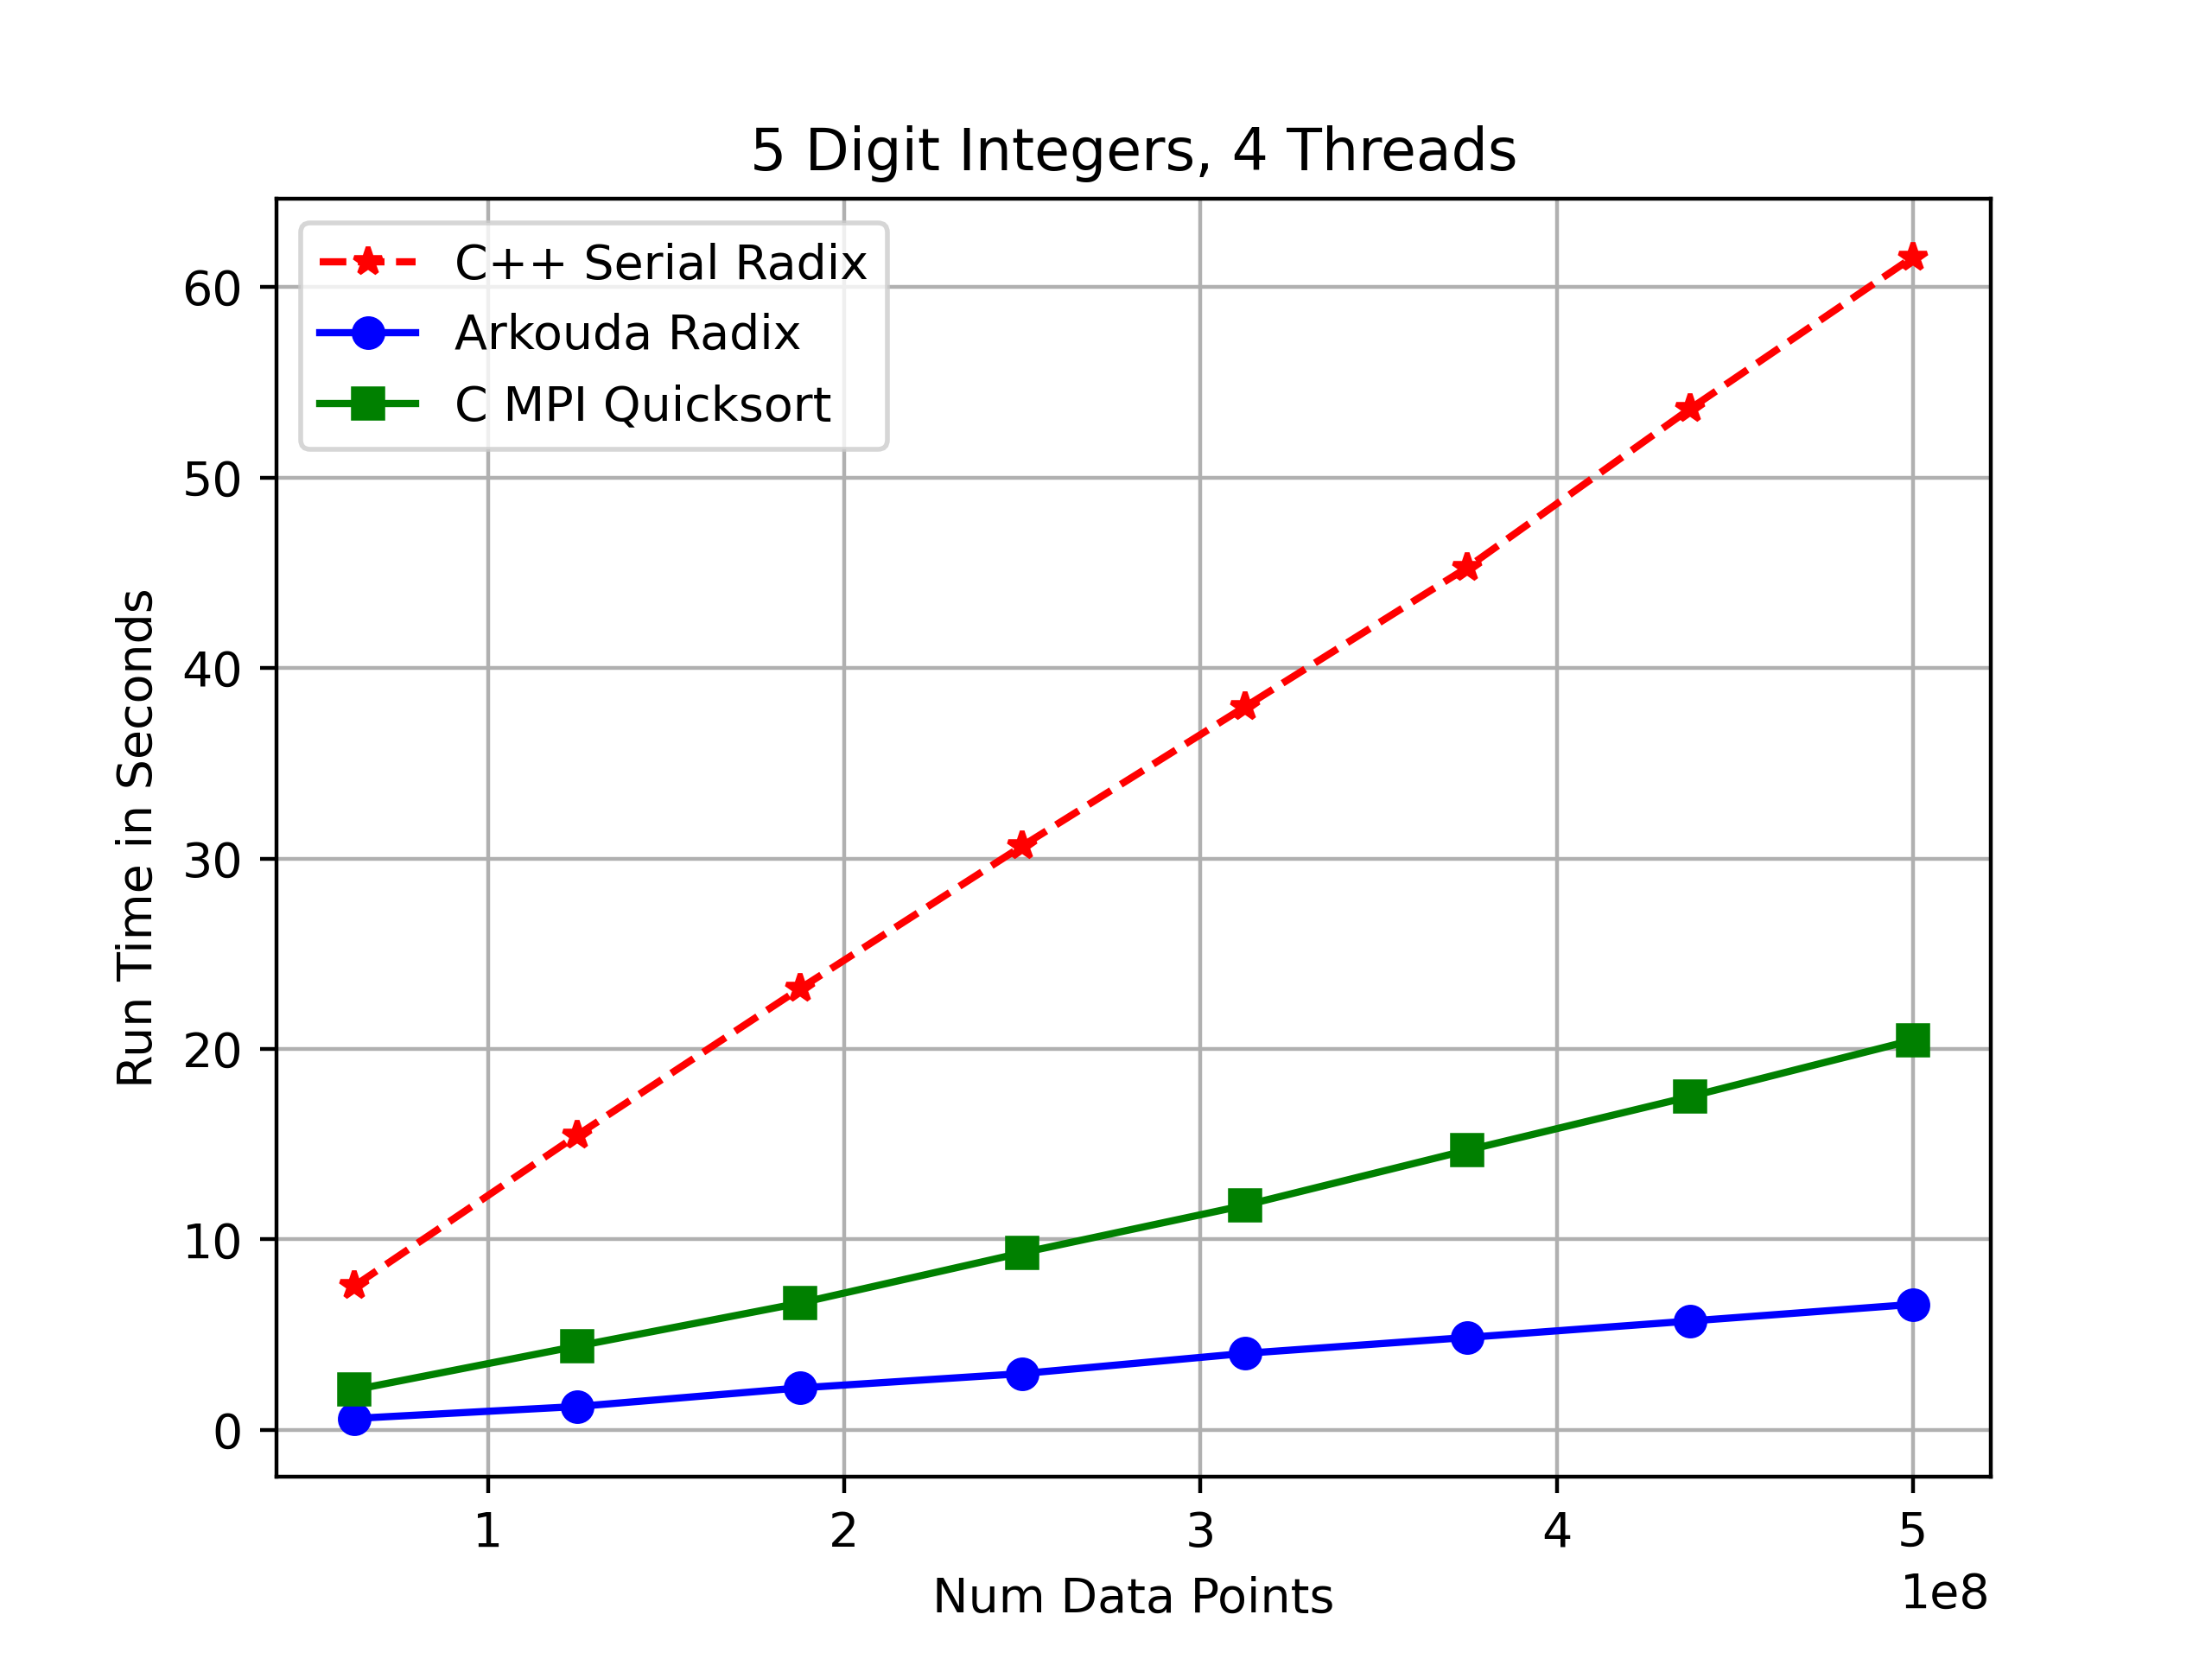 5 Digit Integers, 4 Threads
C++ Serial Radix
Arkouda Radix
C MPI Quicksort
Run Time in Seconds
60
50
40
30
20
10
0
1 2 3 4 5
1e8
Num Data Points